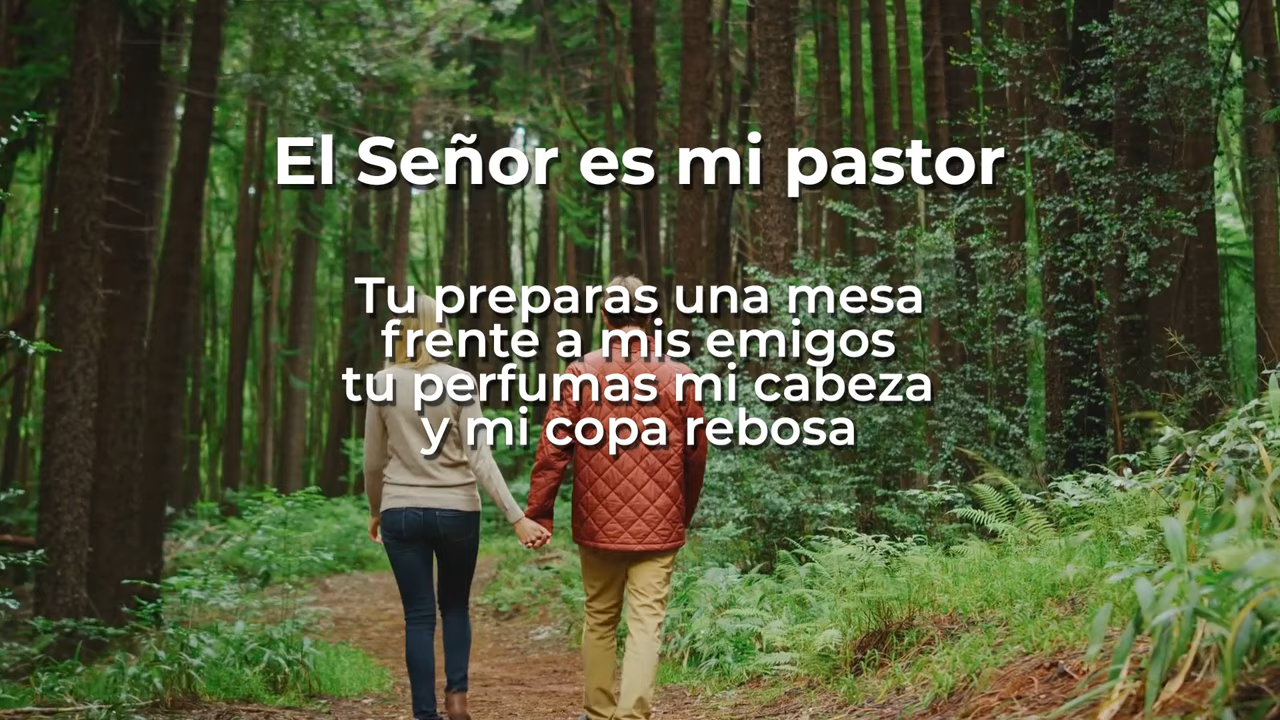 El Señor es mi pastor
Tu preparas una mesa
frente a mis emigos
tu perfumas mi cabeza
y mi copa rebosa